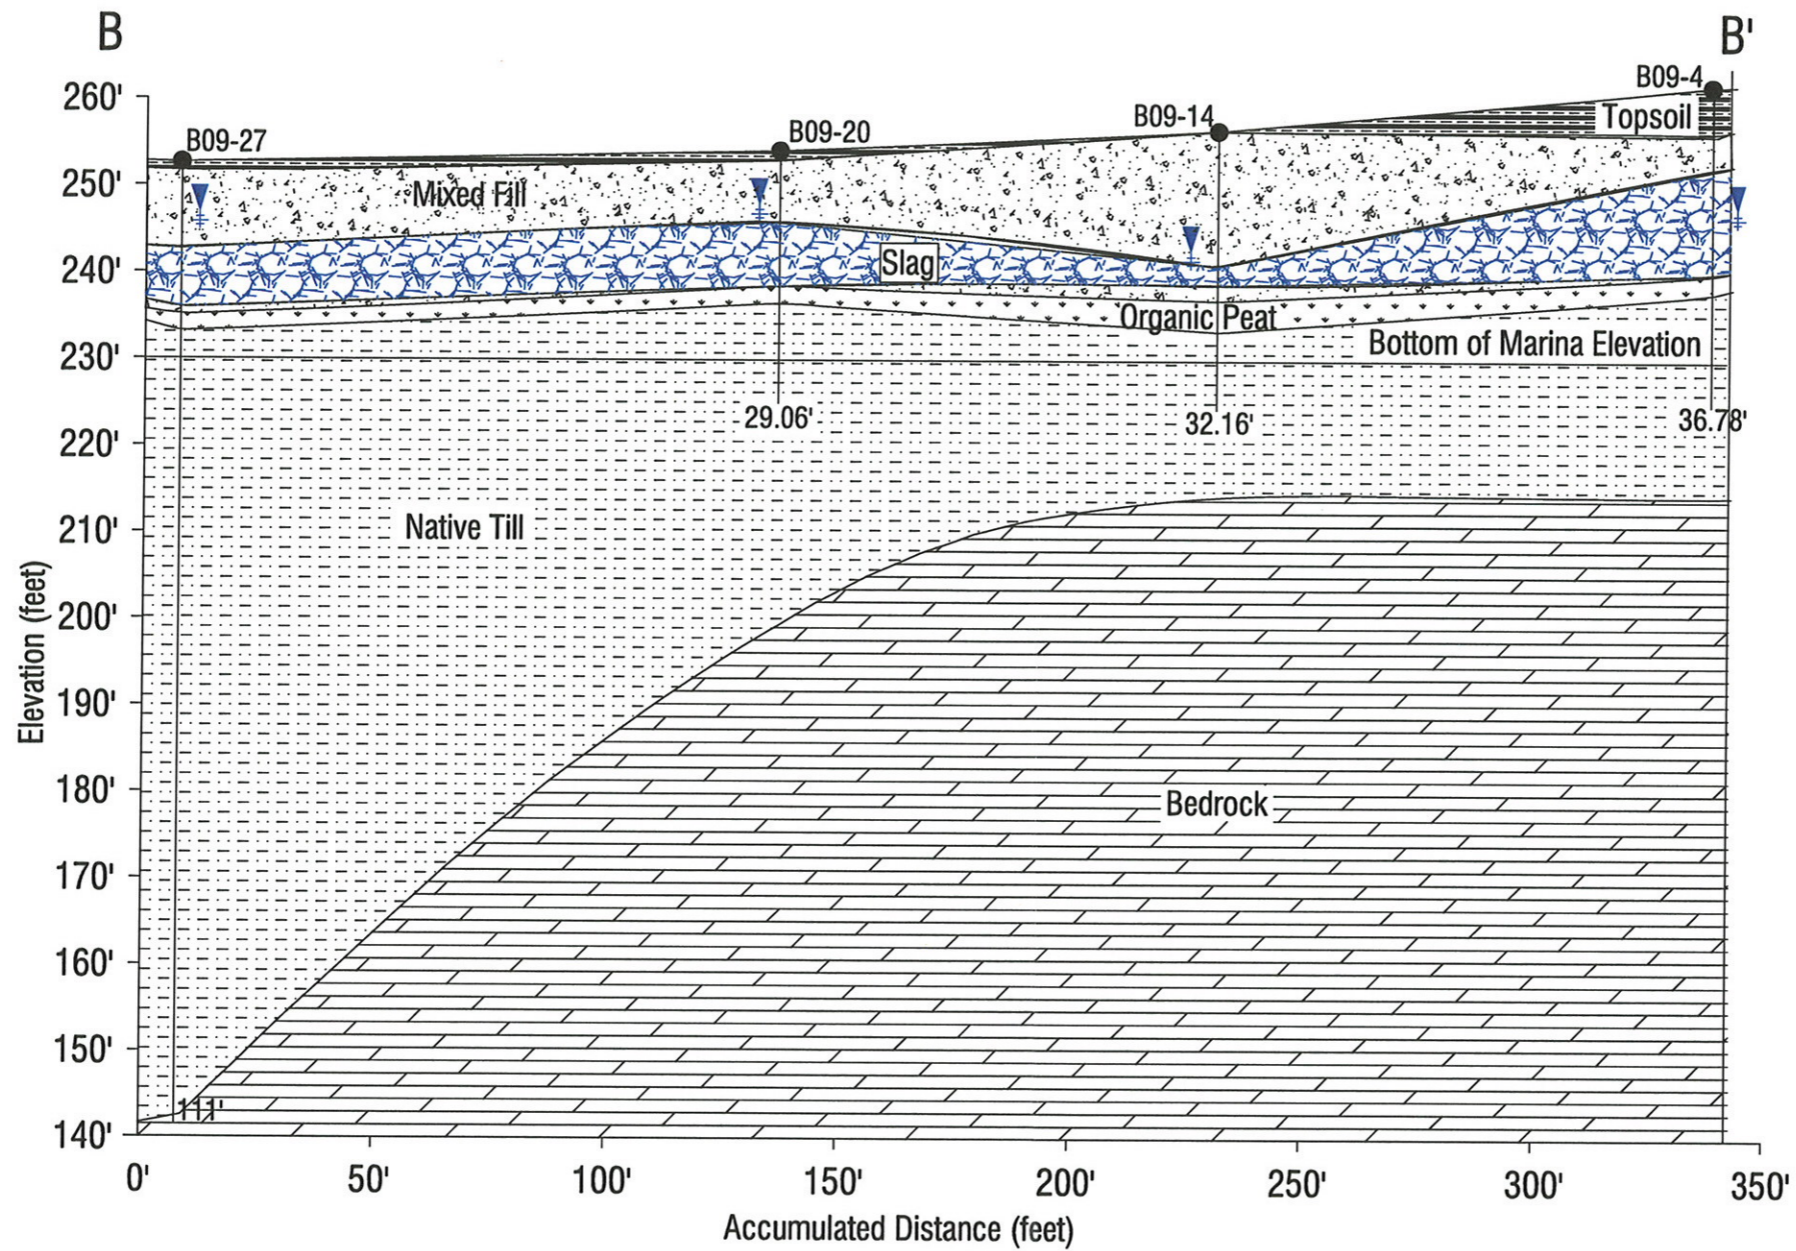 B
B'
B09-4
260'
Topsoil
B09-14
B09-20
B09-27
250'
Mixed Fill
240'
Slag
Organic Peat
230'
Bottom of Marina Elevation
29.06'
32.16'
36.78'
220'
210'
Native Till
Elevation (feet)
200'
190'
180'
Bedrock
170'
160'
150'
111'
140'
0'
50'
100'
150'
200'
250'
300'
350'
Accumulated Distance (feet)